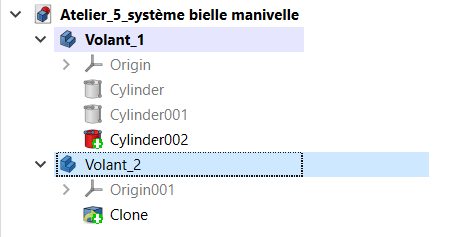 Atelier_5_système bielle manivelle
Volant_1
Origin
Cylinder
Cylinder001
Cylinder002
Volant_2
Origin001
Clone